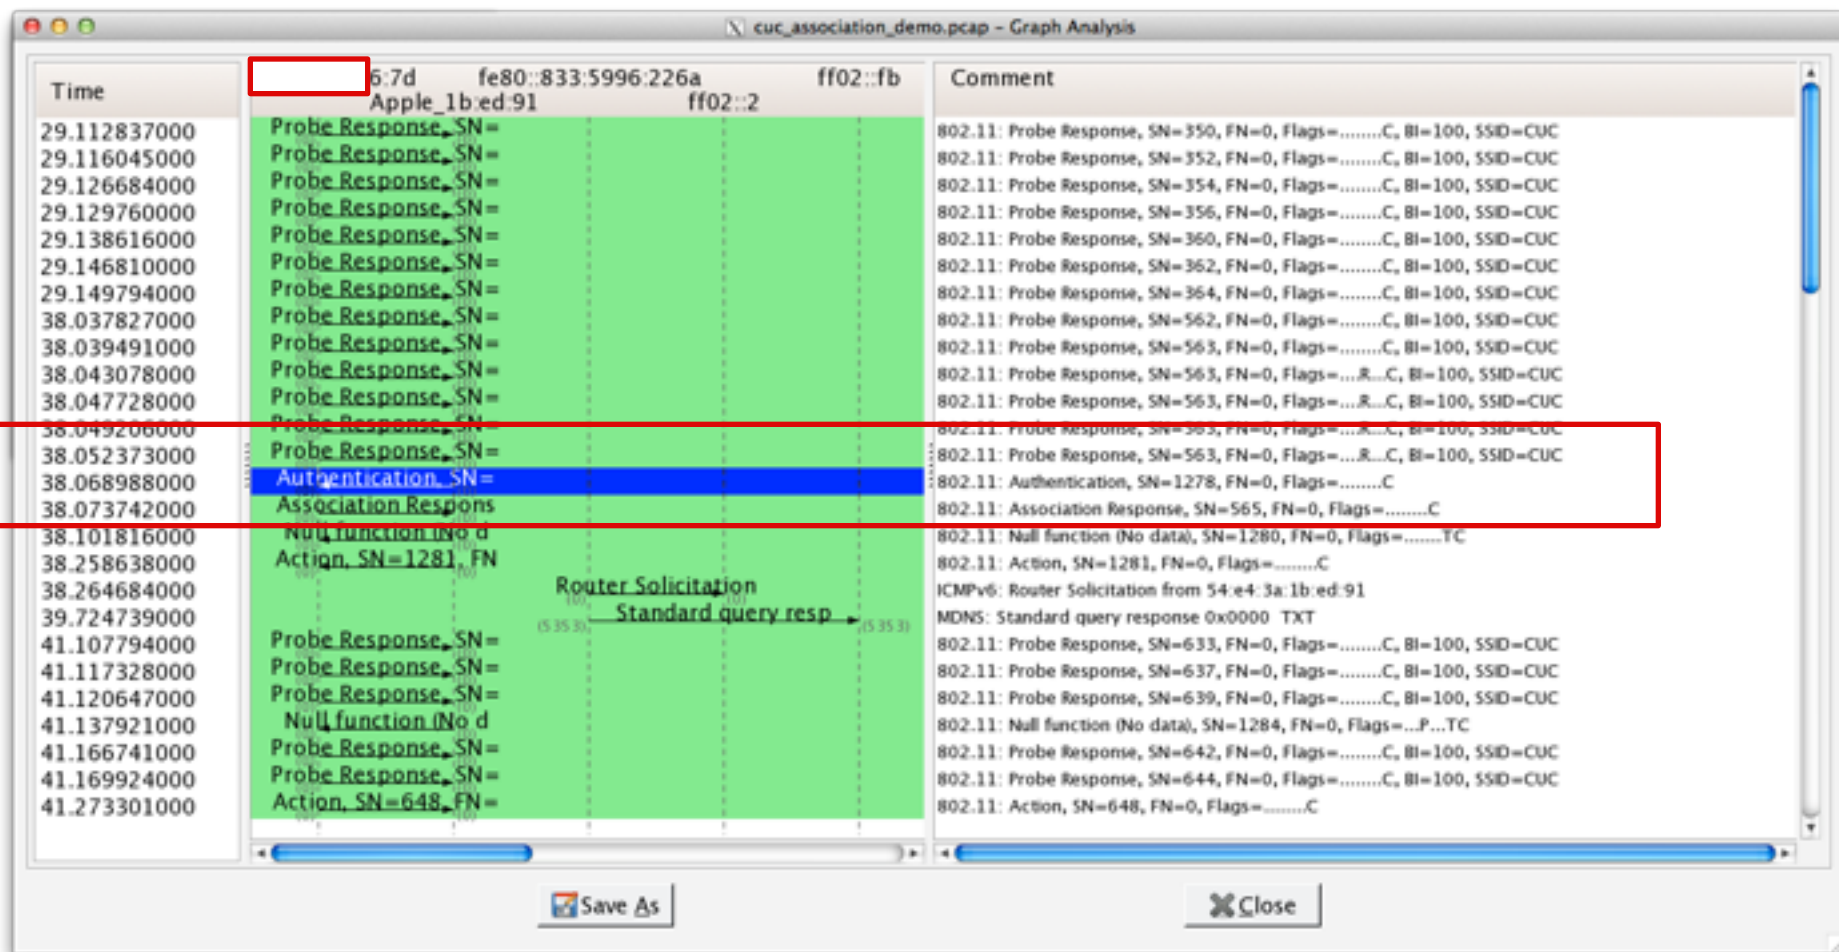 cuc_association_demo.pcap - Graph Analysis
Time 6:7d fe80::833:5996:226a ff02::fb Comment
Apple_1b:ed:91 ff02::2
29.112837000 Probe Response, SN= 802.11: Probe Response, SN=350, FN=0, Flags=........C, BI=100, SSID=CUC
29.116045000 Probe Response, SN= 802.11: Probe Response, SN=352, FN=0, Flags=........C, BI=100, SSID=CUC
29.126684000 Probe Response, SN= 802.11: Probe Response, SN=354, FN=0, Flags=........C, BI=100, SSID=CUC
29.129760000 Probe Response, SN= 802.11: Probe Response, SN=356, FN=0, Flags=........C, BI=100, SSID=CUC
29.138616000 Probe Response, SN= 802.11: Probe Response, SN=360, FN=0, Flags=........C, BI=100, SSID=CUC
29.146810000 Probe Response, SN= 802.11: Probe Response, SN=362, FN=0, Flags=........C, BI=100, SSID=CUC
29.149794000 Probe Response, SN= 802.11: Probe Response, SN=364, FN=0, Flags=........C, BI=100, SSID=CUC
38.037827000 Probe Response, SN= 802.11: Probe Response, SN=562, FN=0, Flags=........C, BI=100, SSID=CUC
38.039491000 Probe Response, SN= 802.11: Probe Response, SN=563, FN=0, Flags=........C, BI=100, SSID=CUC
38.043078000 Probe Response, SN= 802.11: Probe Response, SN=563, FN=0, Flags=....R...C, BI=100, SSID=CUC
38.047728000 Probe Response, SN= 802.11: Probe Response, SN=563, FN=0, Flags=....R...C, BI=100, SSID=CUC
38.049206000 Probe Response, SN= 802.11: Probe Response, SN=563, FN=0, Flags=....R...C, BI=100, SSID=CUC
38.052373000 Probe Response, SN= 802.11: Probe Response, SN=563, FN=0, Flags=....R...C, BI=100, SSID=CUC
38.068988000 Authentication, SN= 802.11: Authentication, SN=1278, FN=0, Flags=........C
38.073742000 Association Respons 802.11: Association Response, SN=565, FN=0, Flags=........C
38.101816000 Null function (No d 802.11: Null function (No data), SN=1280, FN=0, Flags=.......TC
38.258638000 Action, SN=1281, FN 802.11: Action, SN=1281, FN=0, Flags=........C
38.264684000 Router Solicitation ICMPv6: Router Solicitation from 54:e4:3a:1b:ed:91
39.724739000 (5353) Standard query resp (5353) MDNS: Standard query response 0x0000 TXT
41.107794000 Probe Response, SN= 802.11: Probe Response, SN=633, FN=0, Flags=........C, BI=100, SSID=CUC
41.117328000 Probe Response, SN= 802.11: Probe Response, SN=637, FN=0, Flags=........C, BI=100, SSID=CUC
41.120647000 Probe Response, SN= 802.11: Probe Response, SN=639, FN=0, Flags=........C, BI=100, SSID=CUC
41.137921000 Null function (No d 802.11: Null function (No data), SN=1284, FN=0, Flags=...P...TC
41.166741000 Probe Response, SN= 802.11: Probe Response, SN=642, FN=0, Flags=........C, BI=100, SSID=CUC
41.169924000 Probe Response, SN= 802.11: Probe Response, SN=644, FN=0, Flags=........C, BI=100, SSID=CUC
41.273301000 Action, SN=648, FN= 802.11: Action, SN=648, FN=0, Flags=........C
Save As Close